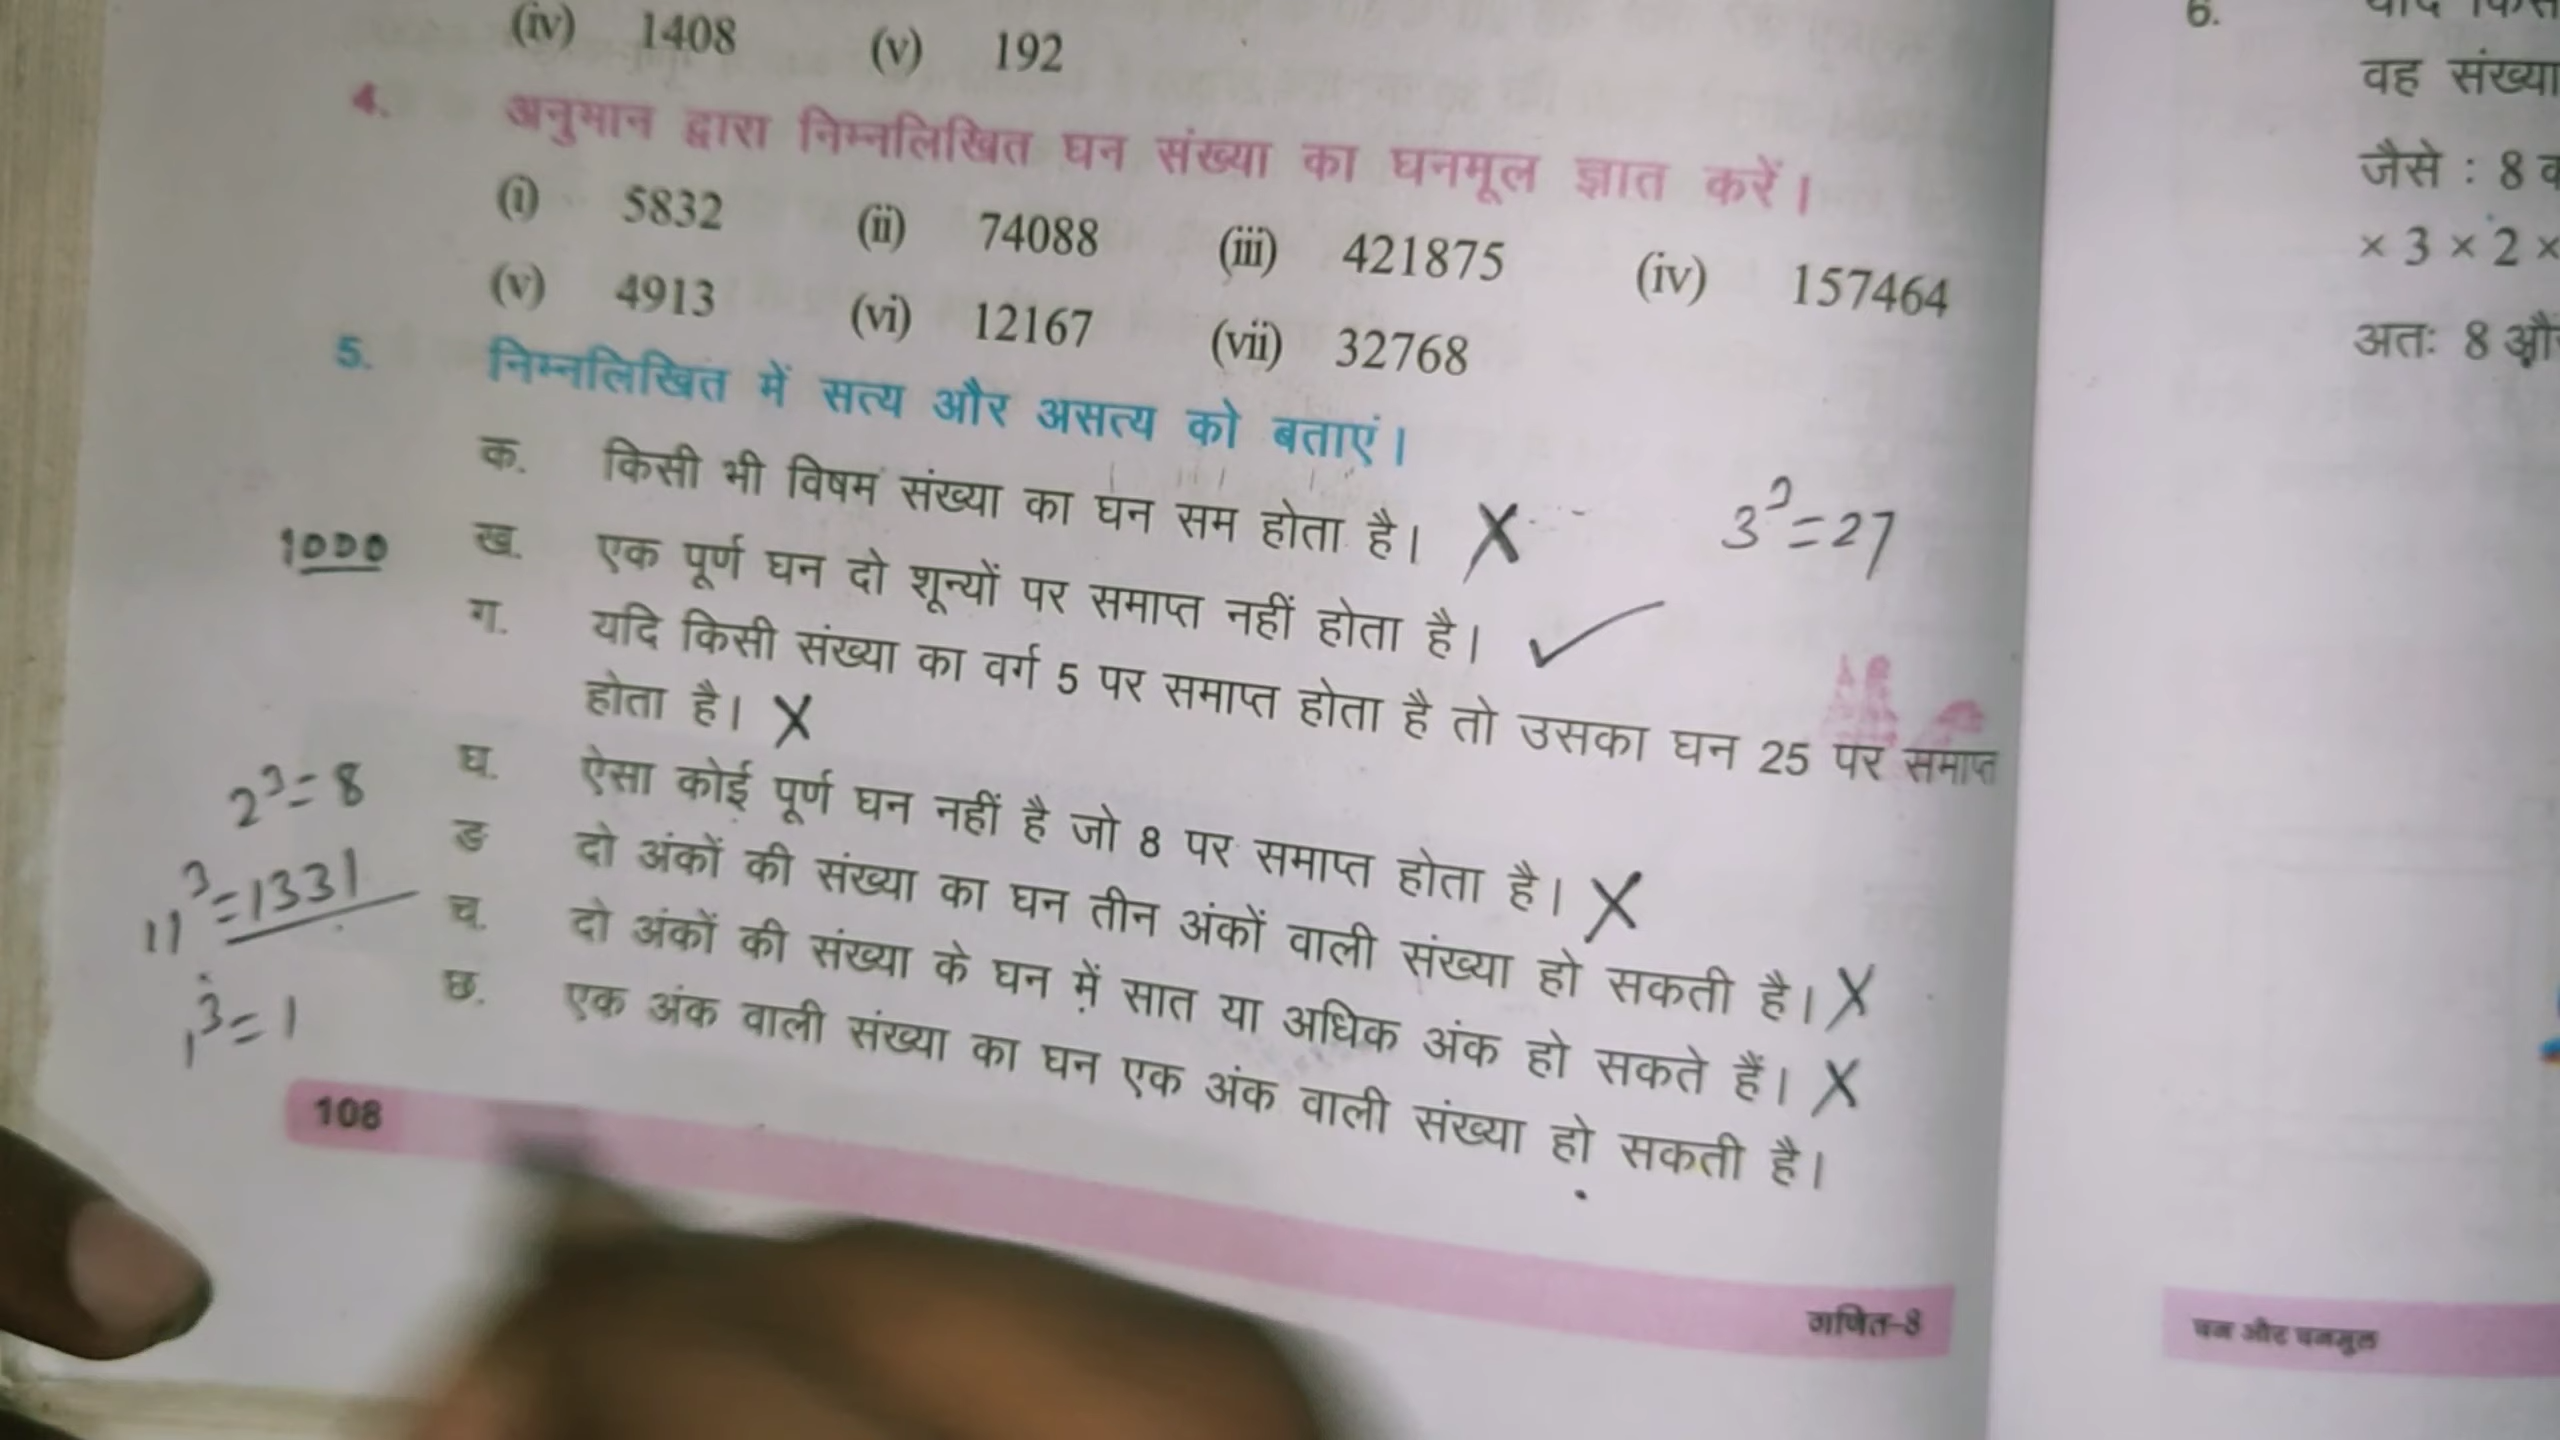 (iv) 1408 (v) 192
4. अनुमान द्वारा निम्नलिखित घन संख्या का घनमूल ज्ञात करें।
(i) 5832 (ii) 74088 (iii) 421875 (iv) 157464
(v) 4913 (vi) 12167 (vii) 32768
5. निम्नलिखित में सत्य और असत्य को बताएं।
क. किसी भी विषम संख्या का घन सम होता है। X 3³=27
1000 ख. एक पूर्ण घन दो शून्यों पर समाप्त नहीं होता है। ✓
ग. यदि किसी संख्या का वर्ग 5 पर समाप्त होता है तो उसका घन 25 पर समाप्त
होता है। X
2³=8 घ. ऐसा कोई पूर्ण घन नहीं है जो 8 पर समाप्त होता है। X
11³=1331 ङ दो अंकों की संख्या का घन तीन अंकों वाली संख्या हो सकती है। X
च. दो अंकों की संख्या के घन में सात या अधिक अंक हो सकते हैं। X
1³=1 छ. एक अंक वाली संख्या का घन एक अंक वाली संख्या हो सकती है।
108
गणित-8
6.
वह संख्या
जैसे : 8
× 3 × 2 ×
अतः 8
घन और घनमूल